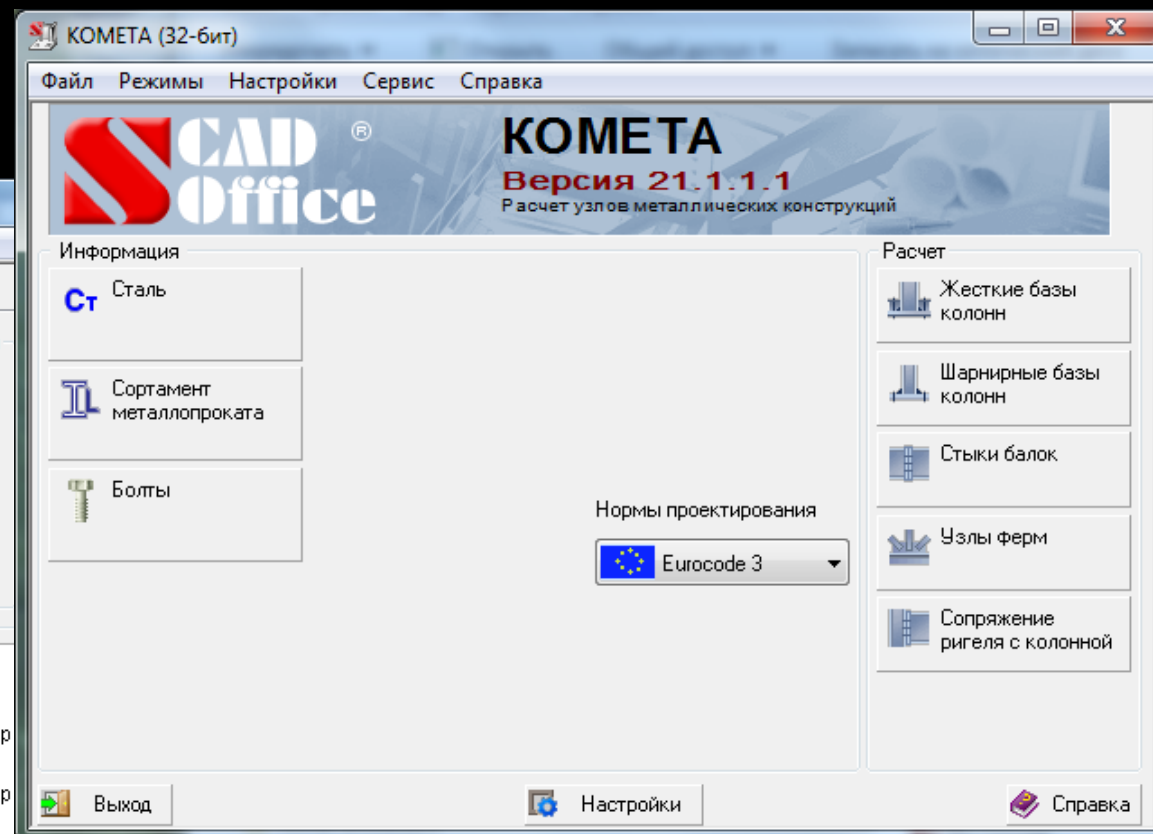 КОМЕТА (32-бит)
Файл Режимы Настройки Сервис Справка
SCAD ®
Office
КОМЕТА
Версия 21.1.1.1
Расчет узлов металлических конструкций
Информация
Ст Сталь
Сортамент
металлопроката
Болты
Нормы проектирования
Eurocode 3
Расчет
Жесткие базы
колонн
Шарнирные базы
колонн
Стыки балок
Узлы ферм
Сопряжение
ригеля с колонной
р
р
Выход
Настройки
Справка